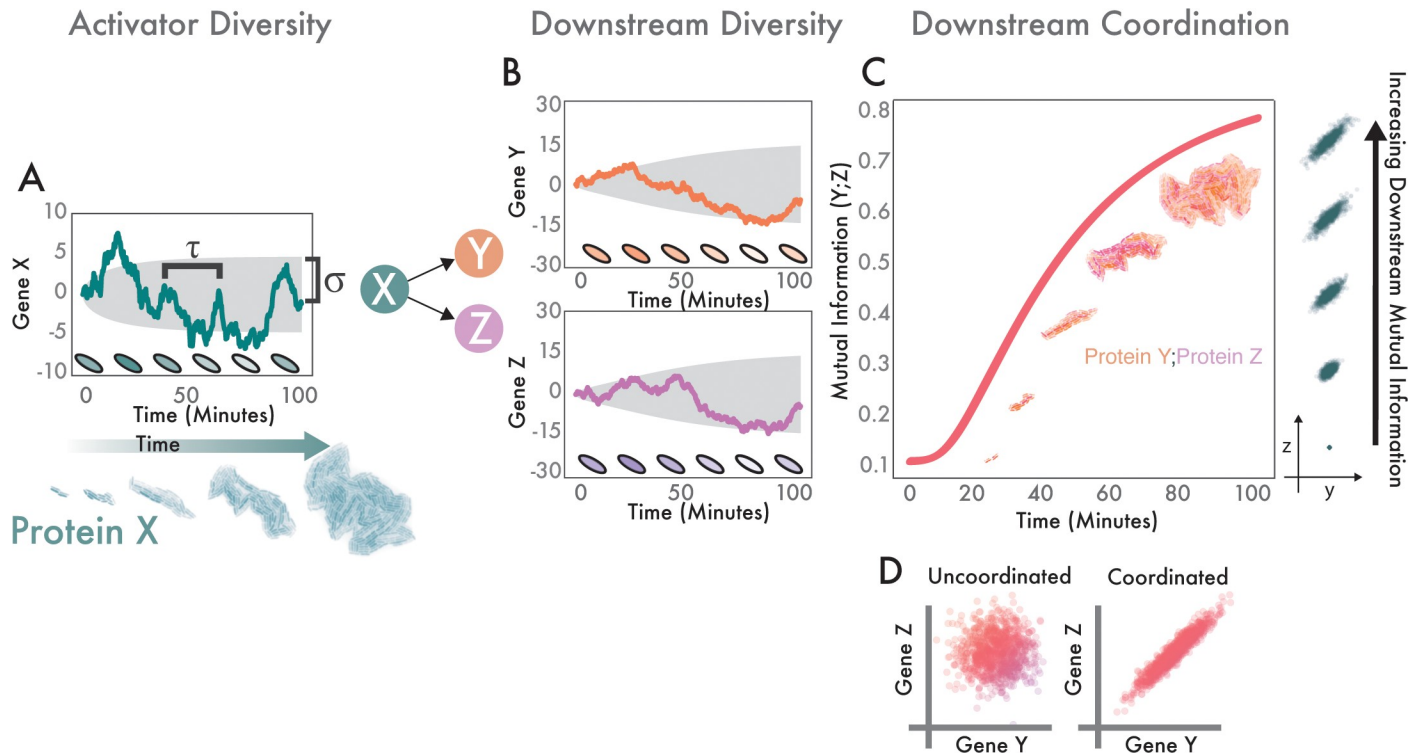 Activator Diversity
Downstream Diversity
Downstream Coordination
A
Gene X
10
5
0
-5
-10
τ
σ
0
50
100
Time (Minutes)
Time
Protein X
X
Y
Z
B
Gene Y
30
15
0
-15
-30
0
50
100
Time (Minutes)
Gene Z
30
15
0
-15
-30
0
50
100
Time (Minutes)
C
Mutual Information (Y;Z)
0.8
0.7
0.6
0.5
0.4
0.3
0.2
0.1
Protein Y;Protein Z
0
20
40
60
80
100
Time (Minutes)
z
y
Increasing Downstream Mutual Information
D
Uncoordinated
Gene Z
Gene Y
Coordinated
Gene Z
Gene Y